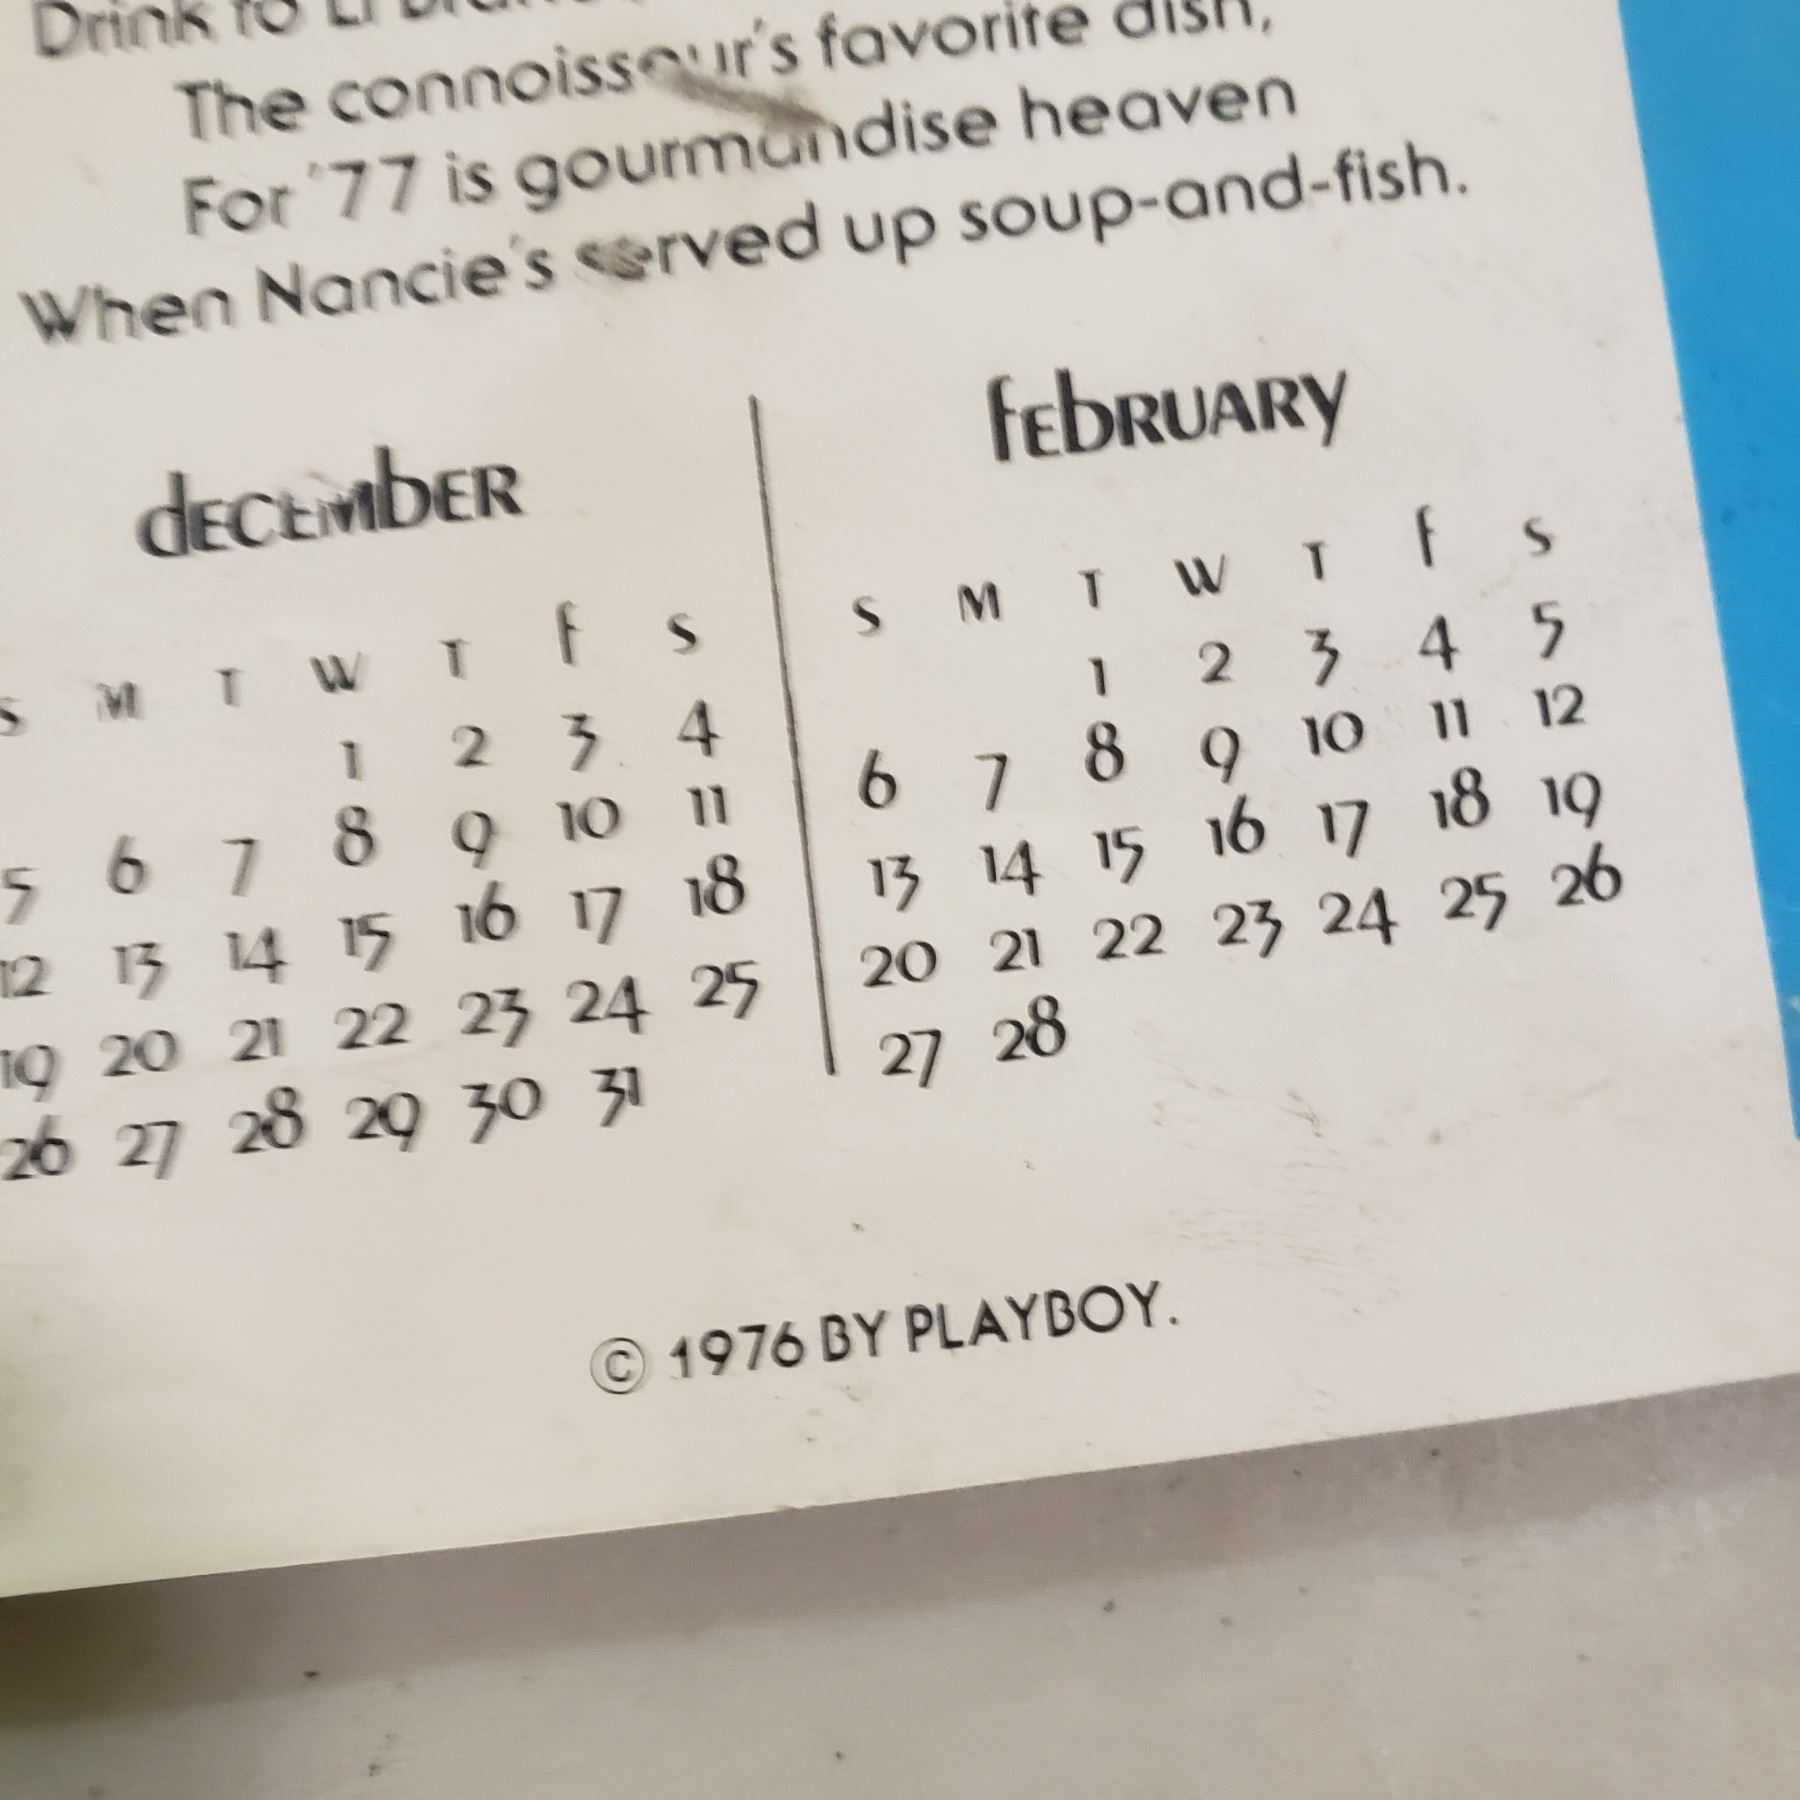 Drink to Li
The connoisseur's favorite dish,
For '77 is gourmandise heaven
When Nancie's served up soup-and-fish.
dECEMbER
S M T W T f S
1 2 3 4
5 6 7 8 9 10 11
12 13 14 15 16 17 18
19 20 21 22 23 24 25
26 27 28 29 30 31
fEbRUARy
S M T W T f S
1 2 3 4 5
6 7 8 9 10 11 12
13 14 15 16 17 18 19
20 21 22 23 24 25 26
27 28
© 1976 BY PLAYBOY.